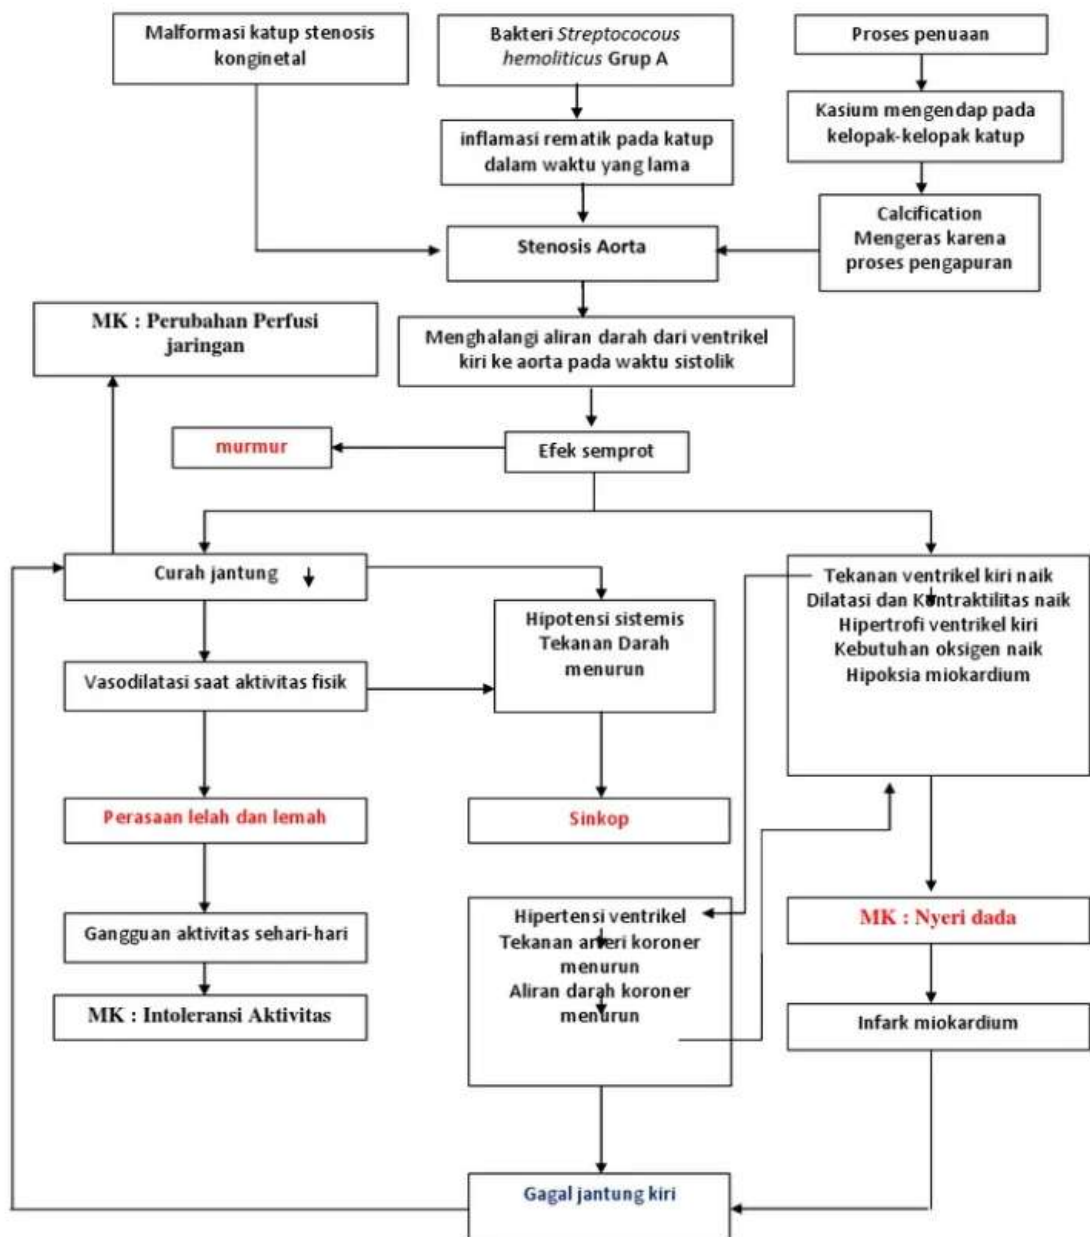 Malformasi katup stenosis
konginetal
Bakteri Streptococous
hemoliticus Grup A
Proses penuaan
inflamasi rematik pada katup
dalam waktu yang lama
Kasium mengendap pada
kelopak-kelopak katup
Stenosis Aorta
Calcification
Mengeras karena
proses pengapuran
MK : Perubahan Perfusi
jaringan
Menghalangi aliran darah dari ventrikel
kiri ke aorta pada waktu sistolik
murmur
Efek semprot
Curah jantung
Hipotensi sistemis
Tekanan Darah
menurun
Tekanan ventrikel kiri naik
Dilatasi dan Kontraktilitas naik
Hipertrofi ventrikel kiri
Kebutuhan oksigen naik
Hipoksia miokardium
Vasodilatasi saat aktivitas fisik
Perasaan lelah dan lemah
Sinkop
Gangguan aktivitas sehari-hari
Hipertensi ventrikel
Tekanan arteri koroner
menurun
Aliran darah koroner
menurun
MK : Nyeri dada
MK : Intoleransi Aktivitas
Infark miokardium
Gagal jantung kiri